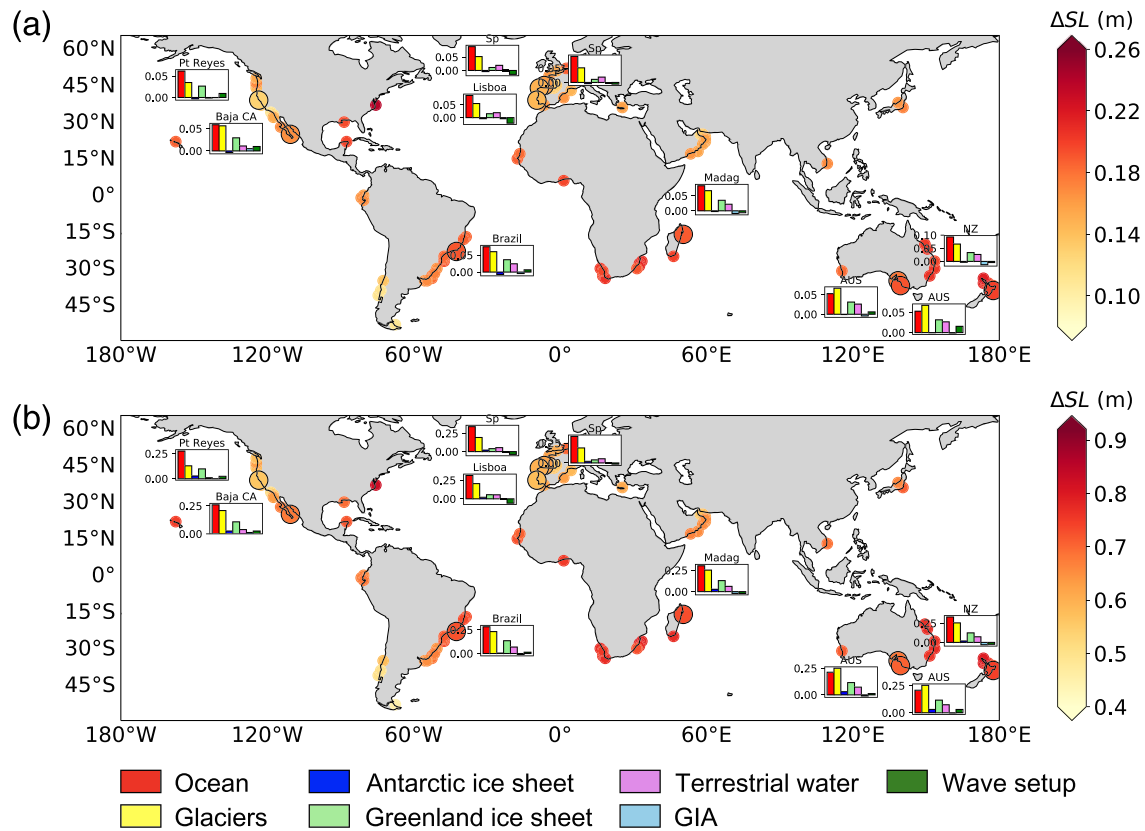 (a)
ΔSL (m)
60°N
45°N
30°N
15°N
0°
15°S
30°S
45°S
180°W
120°W
60°W
0°
60°E
120°E
180°E
Pt Reyes
0.05
0.00
Baja CA
0.05
0.00
Sp
0.05
0.00
Lisboa
0.05
0.00
Sp
0.05
0.00
Madag
0.05
0.00
Brazil
0.05
0.00
NZ
0.10
0.05
0.00
AUS
0.05
0.00
AUS
0.05
0.00
0.26
0.22
0.18
0.14
0.10
(b)
ΔSL (m)
60°N
45°N
30°N
15°N
0°
15°S
30°S
45°S
180°W
120°W
60°W
0°
60°E
120°E
180°E
Pt Reyes
0.25
0.00
Baja CA
0.25
0.00
Sp
0.25
0.00
Lisboa
0.25
0.00
Sp
0.25
0.00
Madag
0.25
0.00
Brazil
0.25
0.00
NZ
0.25
0.00
AUS
0.25
0.00
AUS
0.25
0.00
0.9
0.8
0.7
0.6
0.5
0.4
Ocean
Antarctic ice sheet
Terrestrial water
Wave setup
Glaciers
Greenland ice sheet
GIA